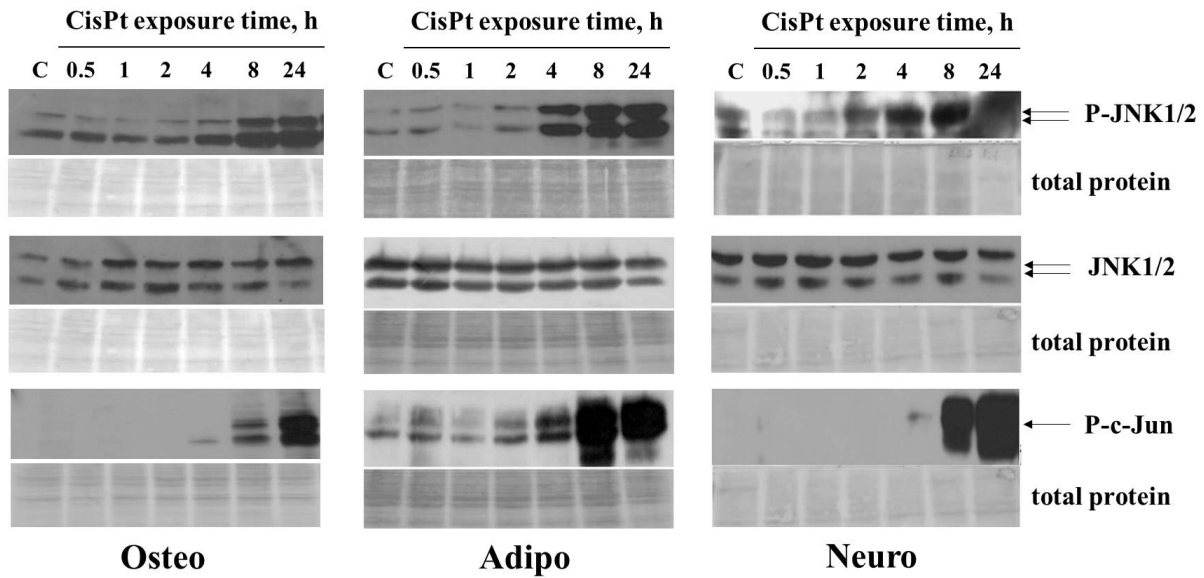 CisPt exposure time, h
C 0.5 1 2 4 8 24
CisPt exposure time, h
C 0.5 1 2 4 8 24
CisPt exposure time, h
C 0.5 1 2 4 8 24
P-JNK1/2
total protein
JNK1/2
total protein
P-c-Jun
total protein
Osteo
Adipo
Neuro